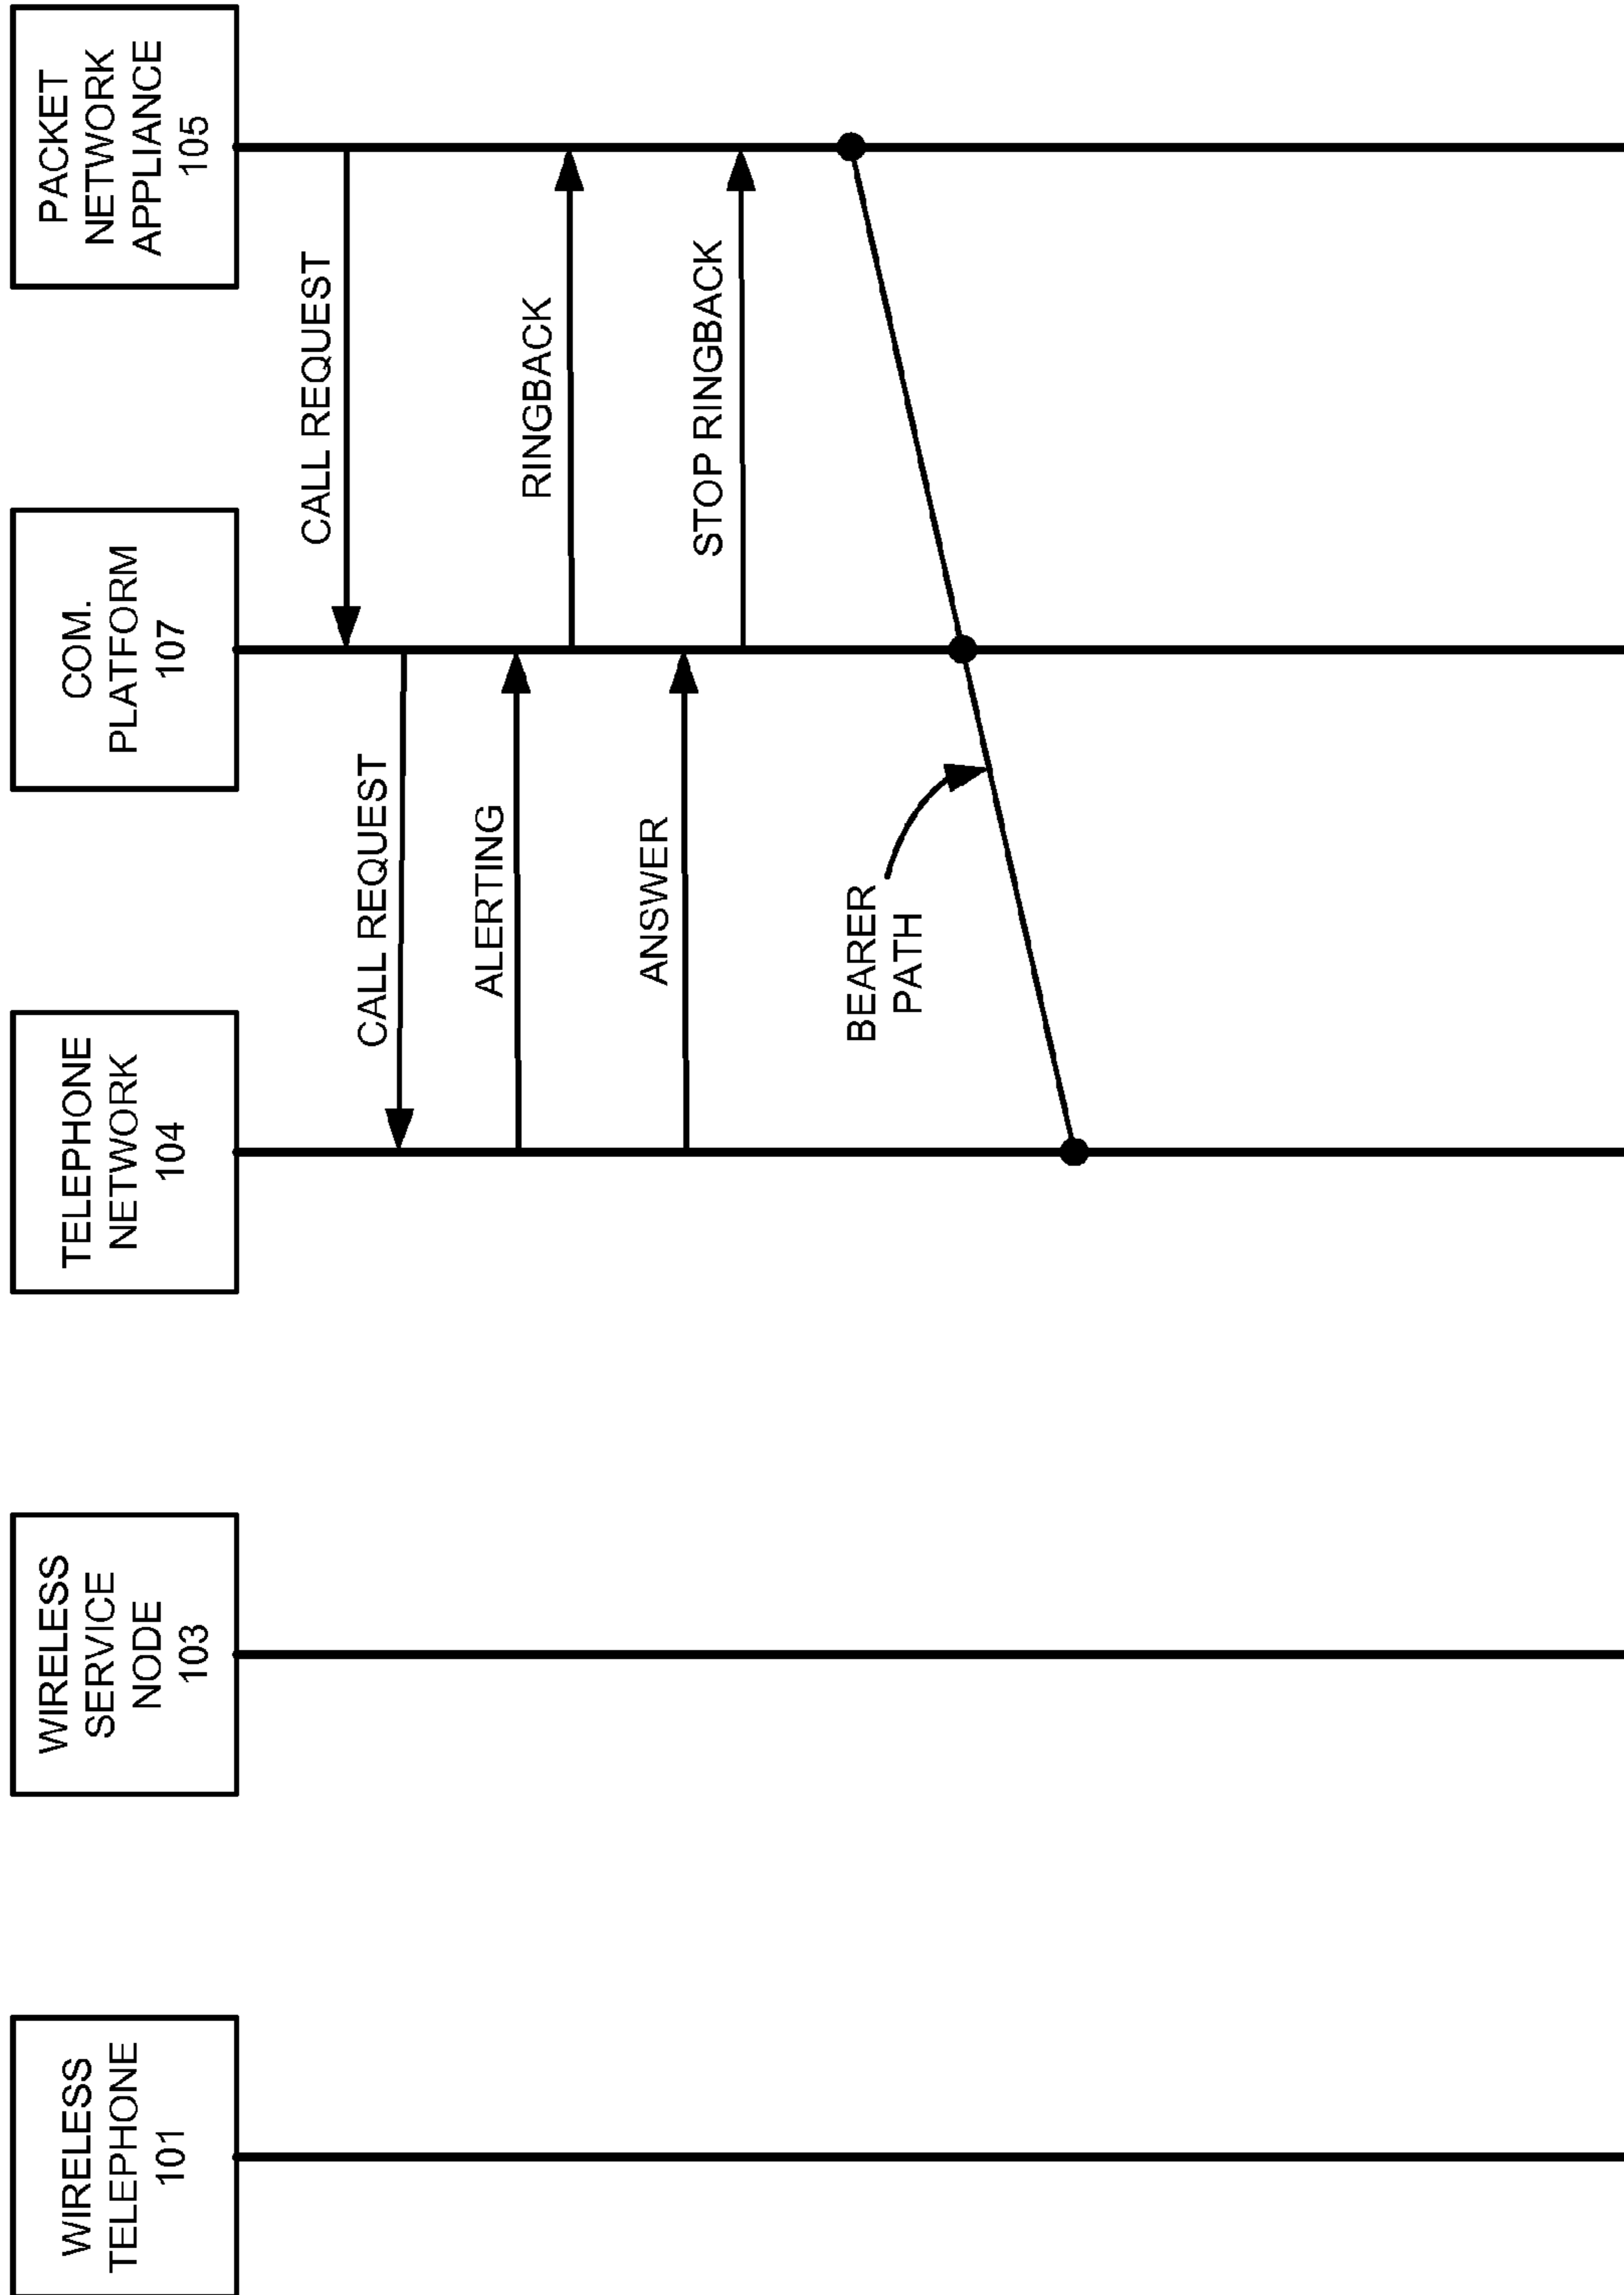 WIRELESS
TELEPHONE
101
WIRELESS
SERVICE
NODE
103
TELEPHONE
NETWORK
104
COM.
PLATFORM
107
PACKET
NETWORK
APPLIANCE
105
CALL REQUEST
CALL REQUEST
ALERTING
RINGBACK
ANSWER
STOP RINGBACK
BEARER
PATH